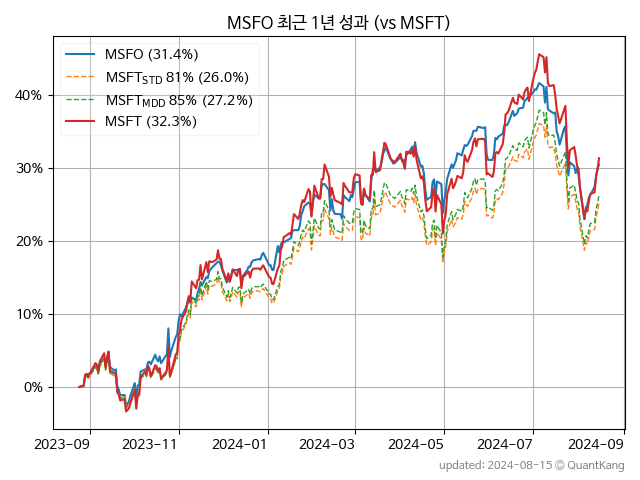 MSFO 최근 1년 성과 (vs MSFT)
MSFO (31.4%)
MSFT_STD 81% (26.0%)
MSFT_MDD 85% (27.2%)
MSFT (32.3%)
40%
30%
20%
10%
0%
2023-09 2023-11 2024-01 2024-03 2024-05 2024-07 2024-09
updated: 2024-08-15 © QuantKang